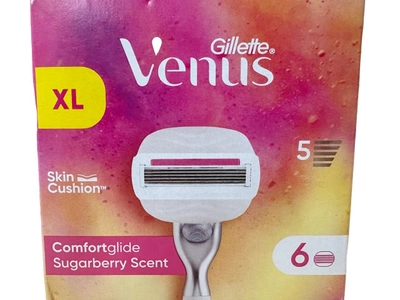 Gillette®
Venus
XL
5
Skin
Cushion™
Comfortglide
Sugarberry Scent
6